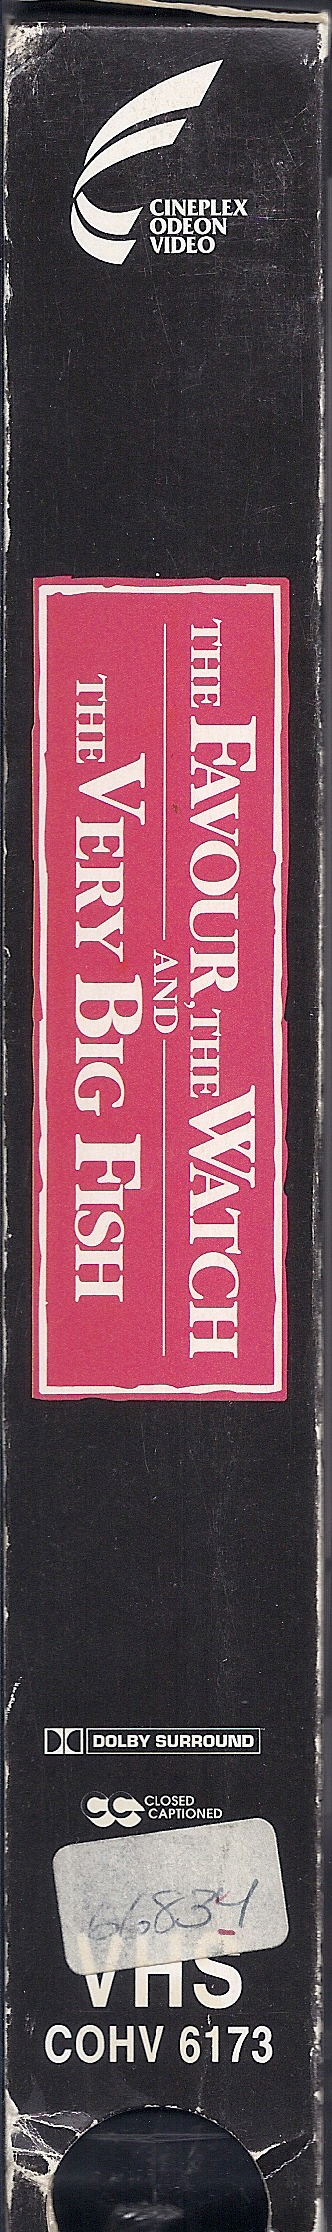 CINEPLEX
ODEON
VIDEO
THE FAVOUR, THE WATCH
AND
THE VERY BIG FISH
DOLBY SURROUND
CC CLOSED
CAPTIONED
66834
VHS
COHV 6173